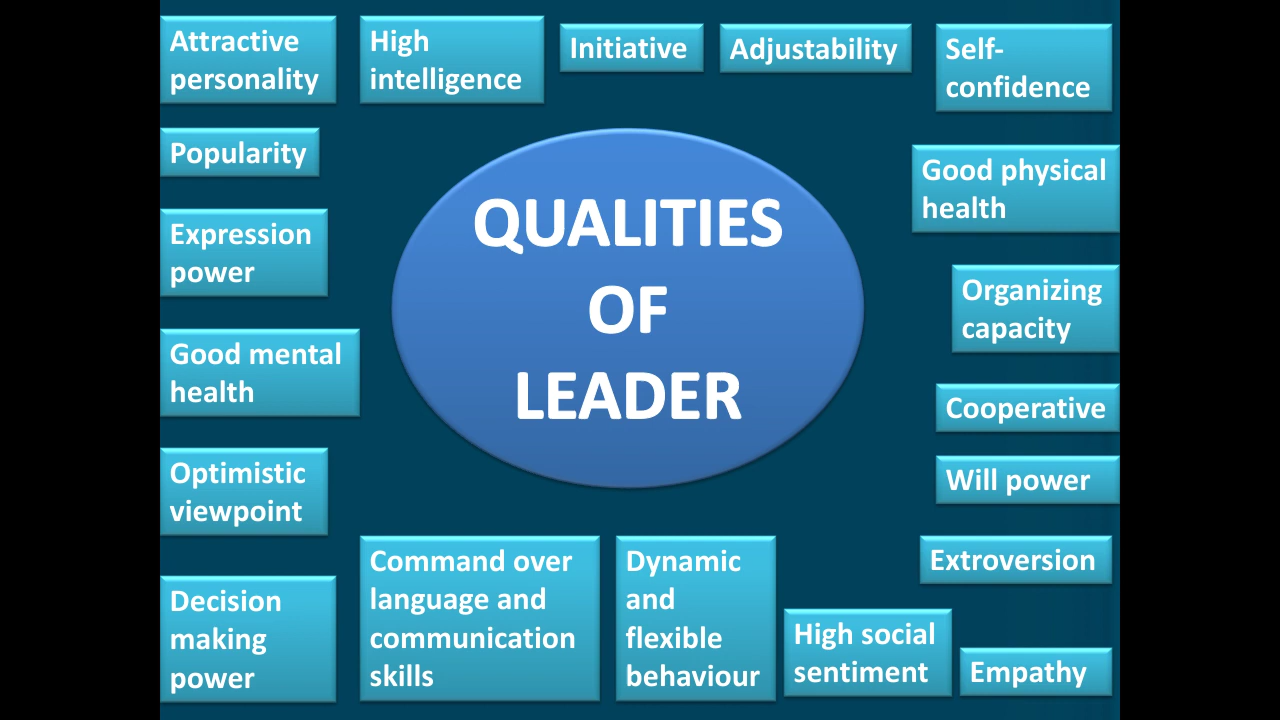 Attractive
personality
High
intelligence
Initiative
Adjustability
Self-
confidence
Popularity
Good physical
health
QUALITIES
OF
LEADER
Expression
power
Organizing
capacity
Good mental
health
Cooperative
Optimistic
viewpoint
Will power
Extroversion
Decision
making
power
Command over
language and
communication
skills
Dynamic
and
flexible
behaviour
High social
sentiment
Empathy